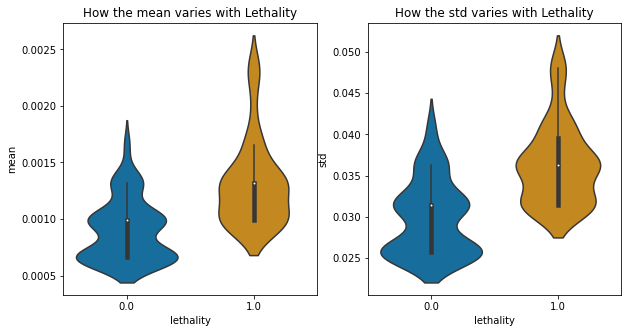 How the mean varies with Lethality
mean
0.0025
0.0020
0.0015
0.0010
0.0005
0.0
1.0
lethality
How the std varies with Lethality
std
0.050
0.045
0.040
0.035
0.030
0.025
0.0
1.0
lethality